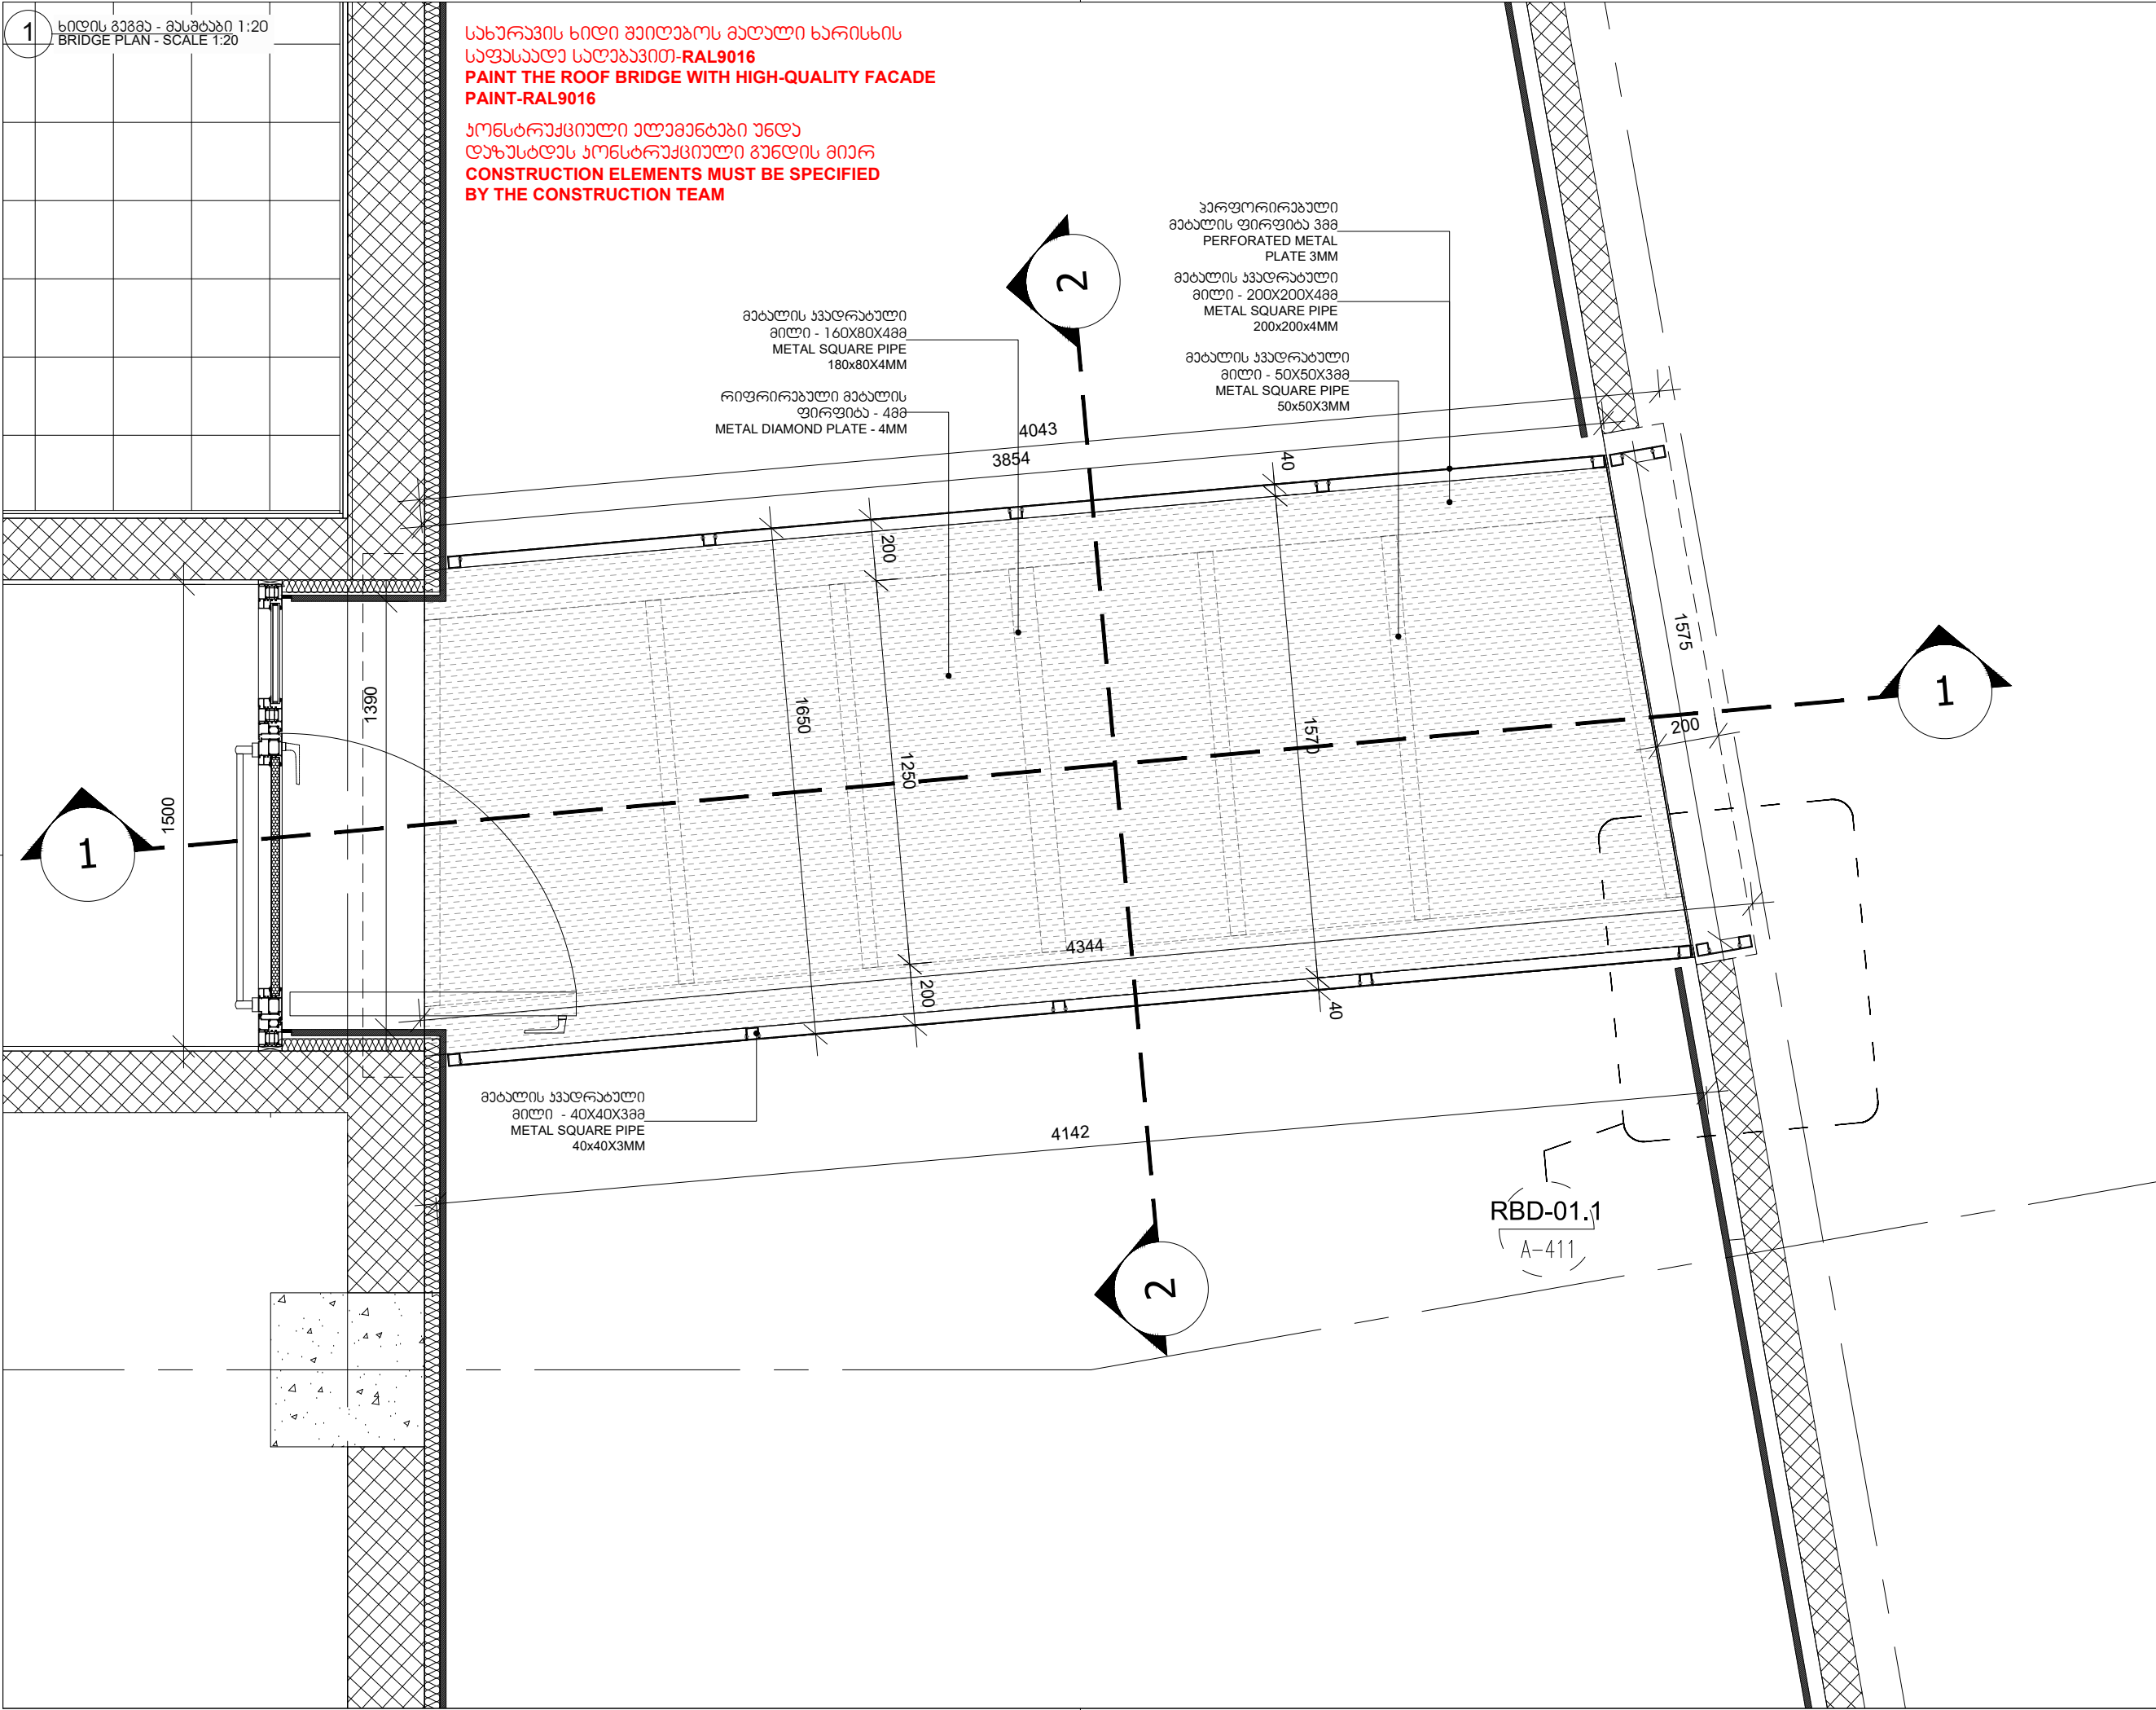 1
ხიდის გეგმა - მასშტაბი 1:20
BRIDGE PLAN - SCALE 1:20
სახურავის ხიდი შეიღებოს მაღალი ხარისხის
საფასაადე საღებავით-RAL9016
PAINT THE ROOF BRIDGE WITH HIGH-QUALITY FACADE
PAINT-RAL9016
კონსტრუქციული ელემენტები უნდა
დაზუსტდეს კონსტრუქციული გუნდის მიერ
CONSTRUCTION ELEMENTS MUST BE SPECIFIED
BY THE CONSTRUCTION TEAM
პერფორირებული
მეტალის ფირფიტა 3მმ
PERFORATED METAL
PLATE 3MM
მეტალის კვადრატული
მილი - 200X200X4მმ
METAL SQUARE PIPE
200x200x4MM
მეტალის კვადრატული
მილი - 50X50X3მმ
METAL SQUARE PIPE
50x50X3MM
მეტალის კვადრატული
მილი - 160X80X4მმ
METAL SQUARE PIPE
180x80X4MM
რიფრირებული მეტალის
ფირფიტა - 4მმ
METAL DIAMOND PLATE - 4MM
2
4043
3854
40
200
1575
1390
1650
1250
1570
200
1
1500
1
4344
200
40
მეტალის კვადრატული
მილი - 40X40X3მმ
METAL SQUARE PIPE
40x40X3MM
4142
RBD-01.1
A-411
2